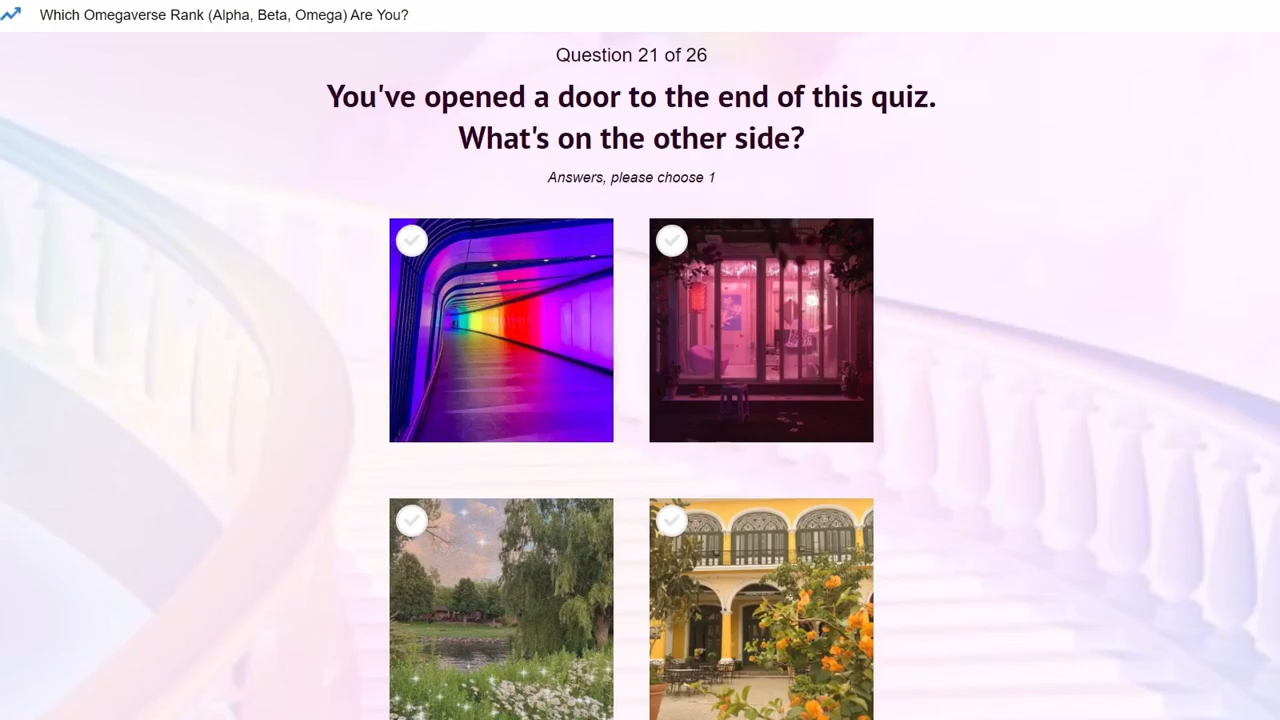 Which Omegaverse Rank (Alpha, Beta, Omega) Are You?
Question 21 of 26
You've opened a door to the end of this quiz.
What's on the other side?
Answers, please choose 1